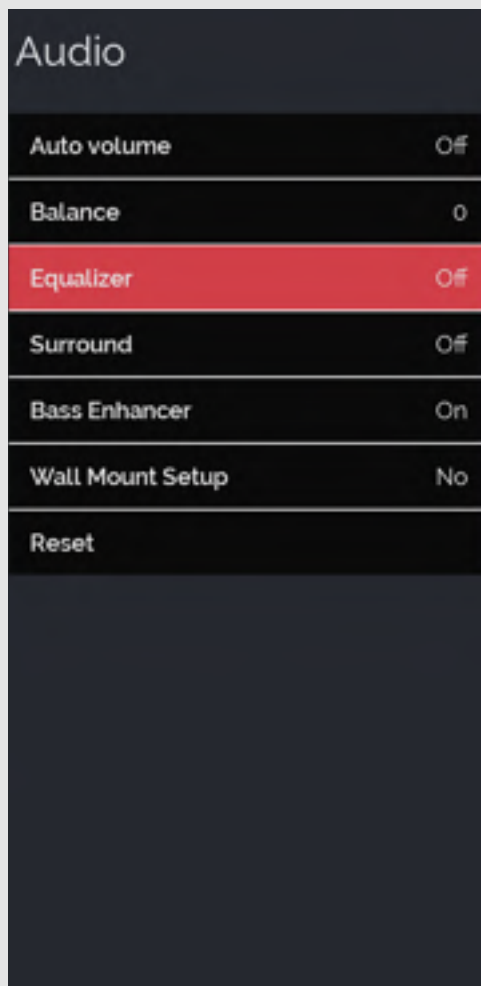 Audio
Auto volume Off
Balance 0
Equalizer Off
Surround Off
Bass Enhancer On
Wall Mount Setup No
Reset